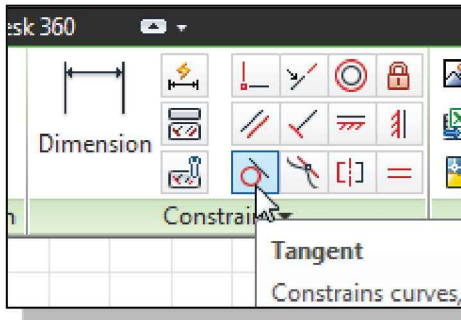 esk 360
Dimension
Constrain
Tangent
Constrains curves,